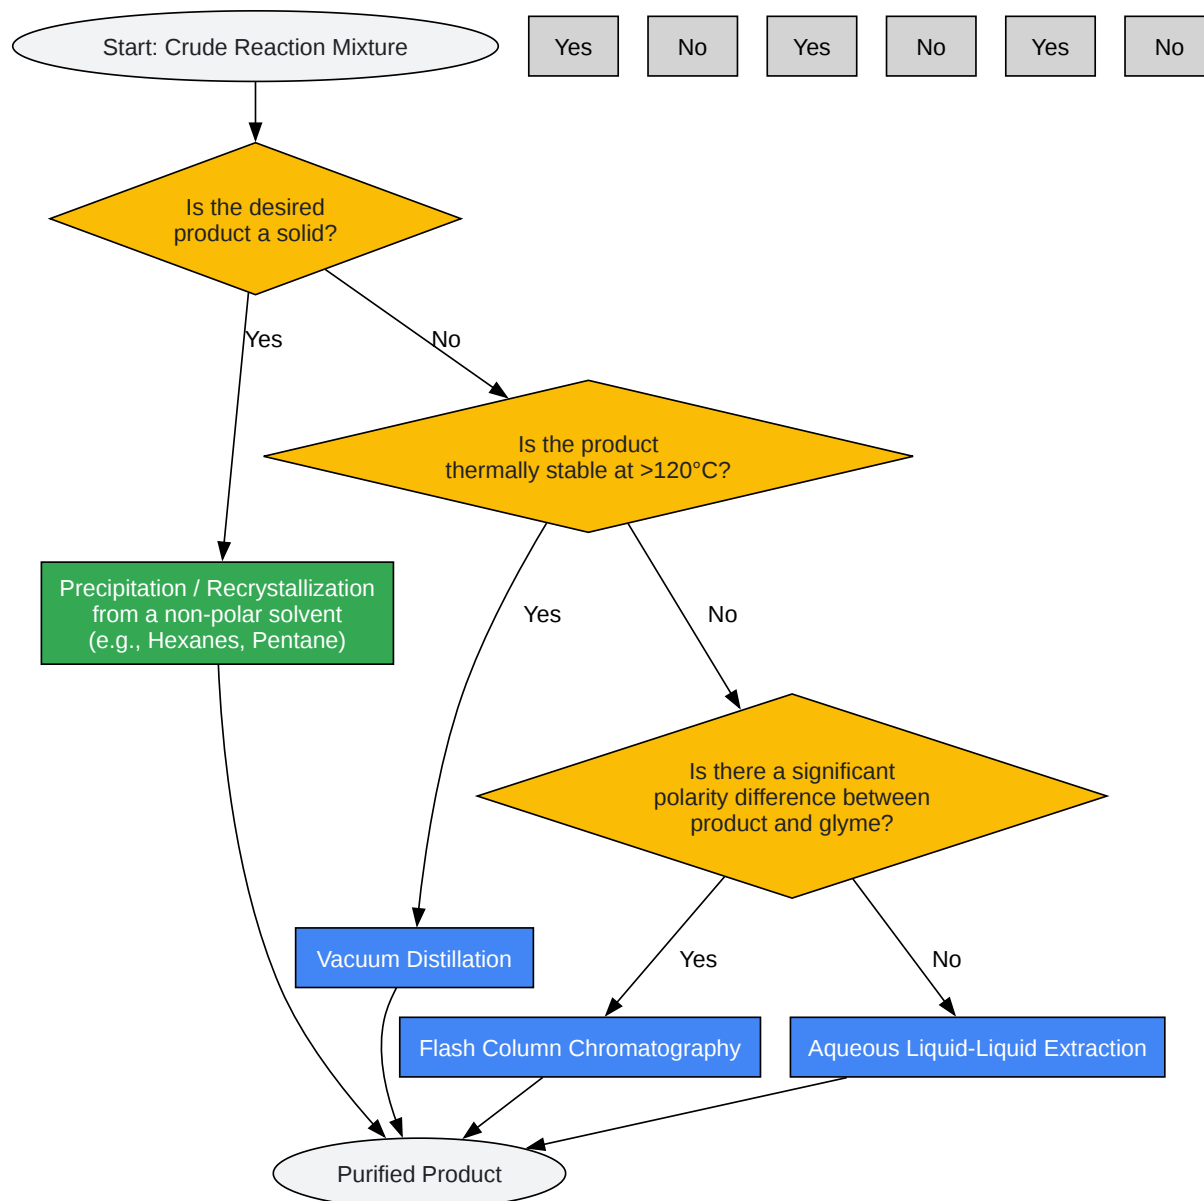 Start: Crude Reaction Mixture
Yes
No
Yes
No
Yes
No
Is the desired
product a solid?
Yes
No
Is the product
thermally stable at >120°C?
Precipitation / Recrystallization
from a non-polar solvent
(e.g., Hexanes, Pentane)
Yes
No
Is there a significant
polarity difference between
product and glyme?
Vacuum Distillation
Yes
No
Flash Column Chromatography
Aqueous Liquid-Liquid Extraction
Purified Product